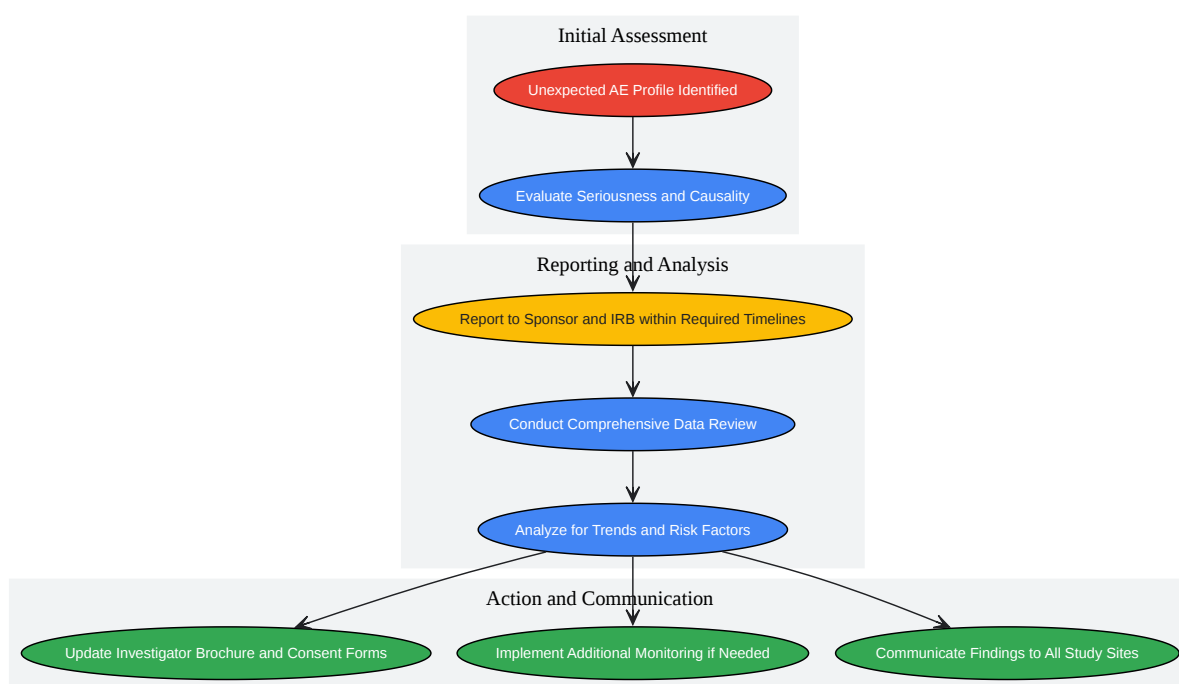 Initial Assessment
Unexpected AE Profile Identified
Evaluate Seriousness and Causality
Reporting and Analysis
Report to Sponsor and IRB within Required Timelines
Conduct Comprehensive Data Review
Analyze for Trends and Risk Factors
Action and Communication
Update Investigator Brochure and Consent Forms
Implement Additional Monitoring if Needed
Communicate Findings to All Study Sites